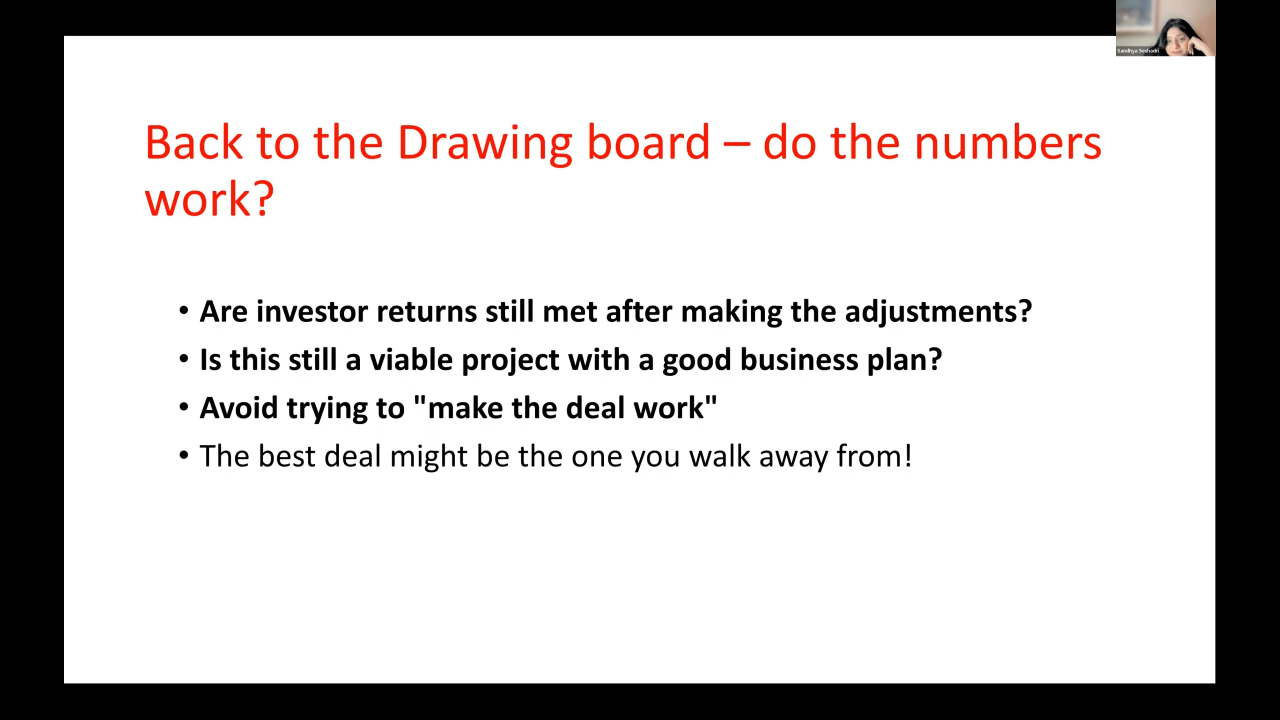 Sandhya Seshadri
Back to the Drawing board – do the numbers
work?
• Are investor returns still met after making the adjustments?
• Is this still a viable project with a good business plan?
• Avoid trying to "make the deal work"
• The best deal might be the one you walk away from!